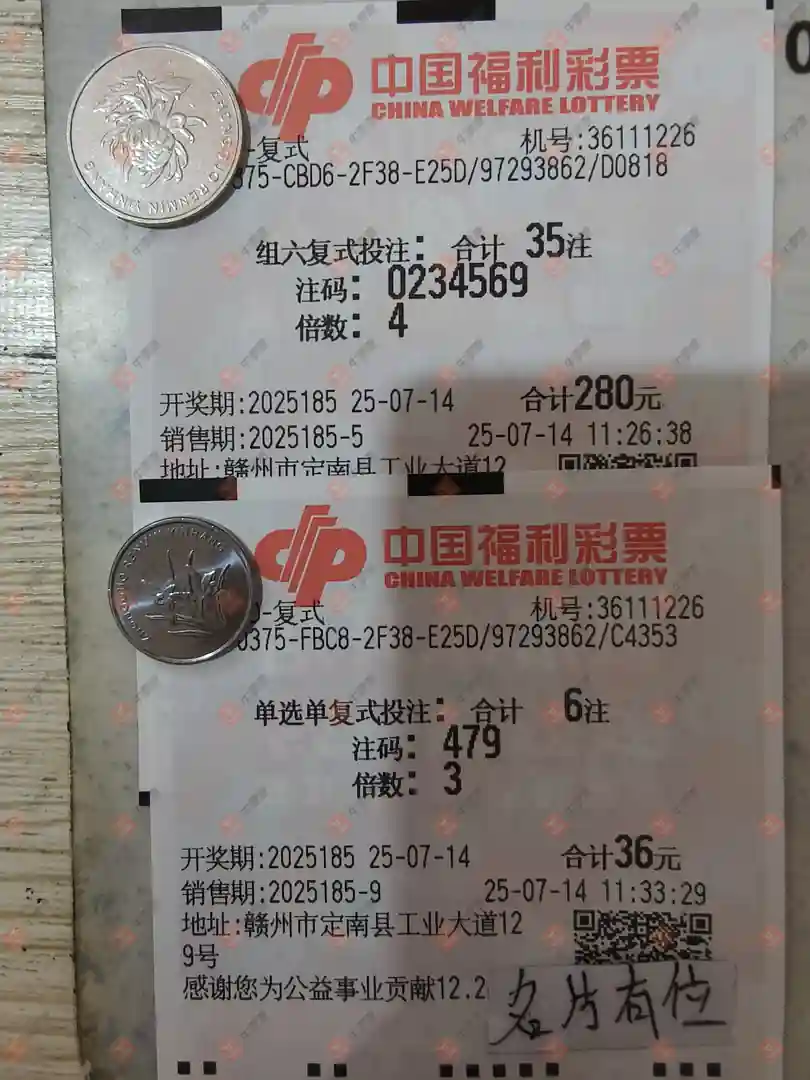 中国福利彩票
CHINA WELFARE LOTTERY
-复式 机号:36111226
375-CBD6-2F38-E25D/97293862/D0818
组六复式投注: 合计 35注
注码: 0234569
倍数: 4
开奖期:2025185 25-07-14 合计280元
销售期:2025185-5 25-07-14 11:26:38
地址:赣州市定南县工业大道12
中国福利彩票
CHINA WELFARE LOTTERY
-复式 机号:36111226
0375-FBC8-2F38-E25D/97293862/C4353
单选单复式投注: 合计 6注
注码: 479
倍数: 3
开奖期:2025185 25-07-14 合计36元
销售期:2025185-9 25-07-14 11:33:29
地址:赣州市定南县工业大道12
9号
感谢您为公益事业贡献12.2
名片有位